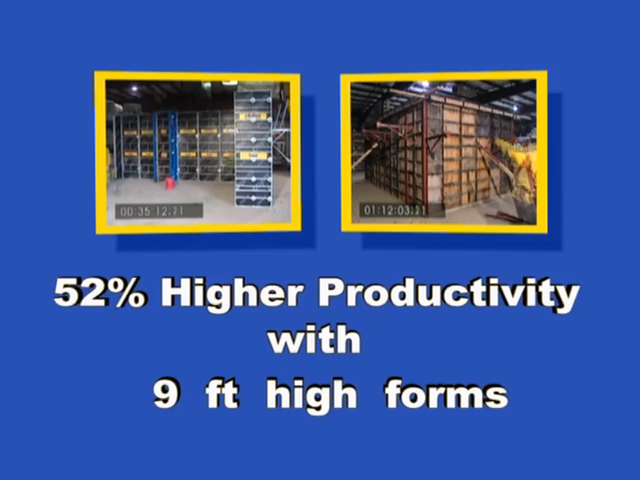 00:35:12;21
01:12:03;21
52% Higher Productivity
with
9 ft high forms